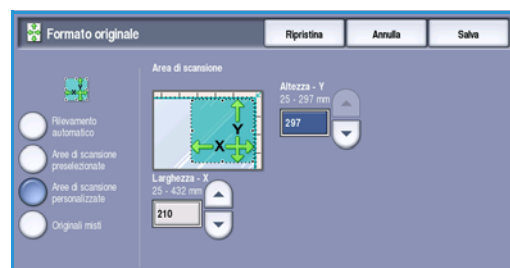 Formato originale
Ripristina
Annulla
Salva
Area di scansione
Rilevamento
automatico
Aree di scansione
preselezionate
Aree di scansione
personalizzate
Originali misti
Y
X
Altezza - Y
25 - 297 mm
297
Larghezza - X
25 - 432 mm
210